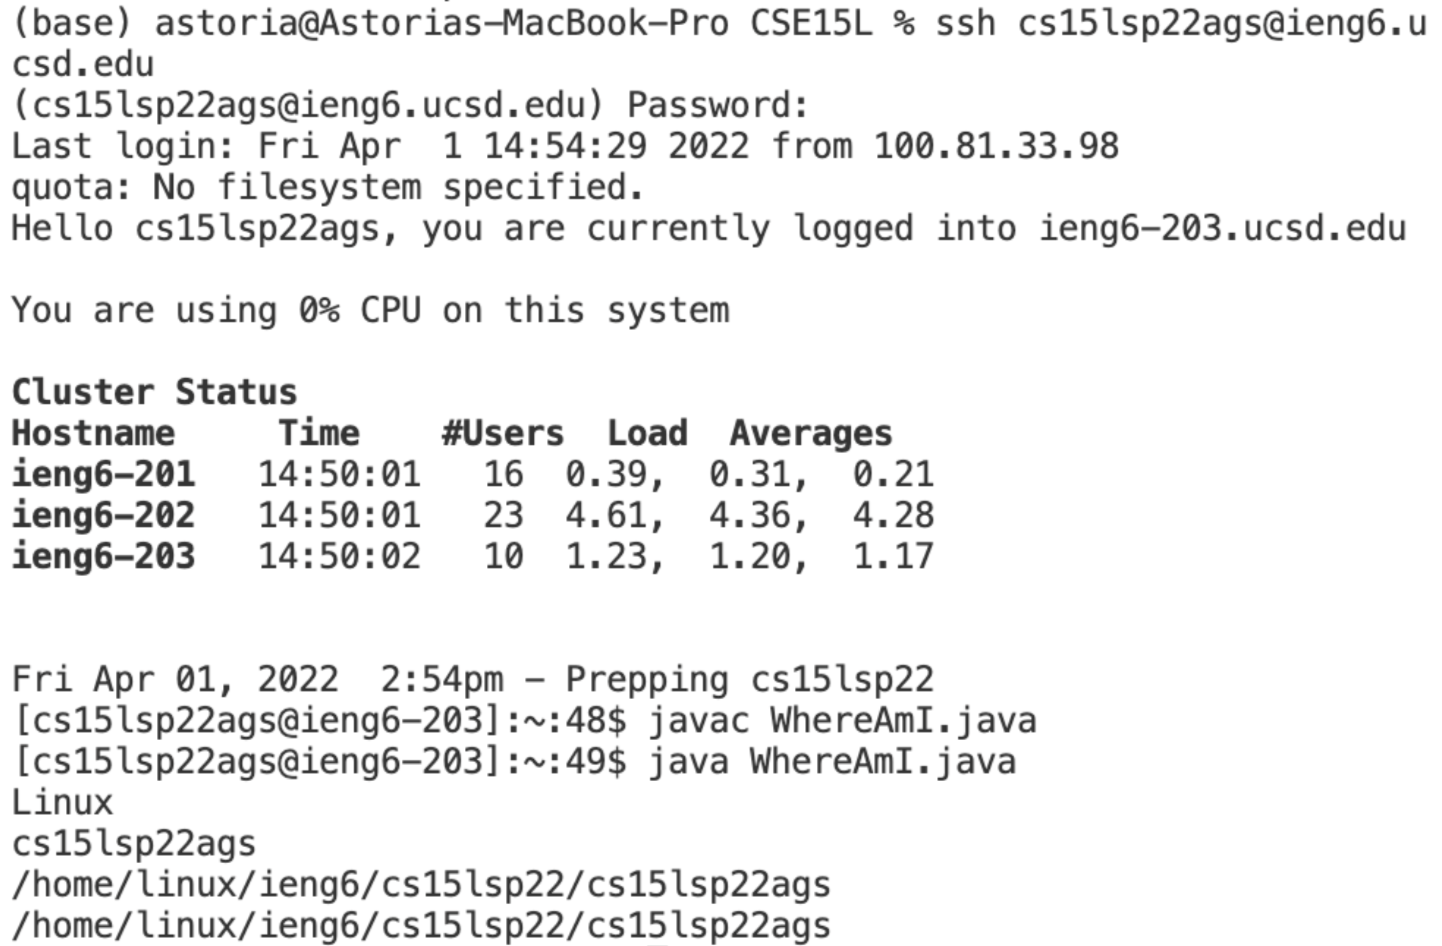 (base) astoria@Astorias-MacBook-Pro CSE15L % ssh cs15lsp22ags@ieng6.u
csd.edu
(cs15lsp22ags@ieng6.ucsd.edu) Password:
Last login: Fri Apr  1 14:54:29 2022 from 100.81.33.98
quota: No filesystem specified.
Hello cs15lsp22ags, you are currently logged into ieng6-203.ucsd.edu
You are using 0% CPU on this system
Cluster Status
Hostname     Time    #Users  Load  Averages
ieng6-201   14:50:01   16  0.39,  0.31,  0.21
ieng6-202   14:50:01   23  4.61,  4.36,  4.28
ieng6-203   14:50:02   10  1.23,  1.20,  1.17
Fri Apr 01, 2022  2:54pm - Prepping cs15lsp22
[cs15lsp22ags@ieng6-203]:~:48$ javac WhereAmI.java
[cs15lsp22ags@ieng6-203]:~:49$ java WhereAmI.java
Linux
cs15lsp22ags
/home/linux/ieng6/cs15lsp22/cs15lsp22ags
/home/linux/ieng6/cs15lsp22/cs15lsp22ags